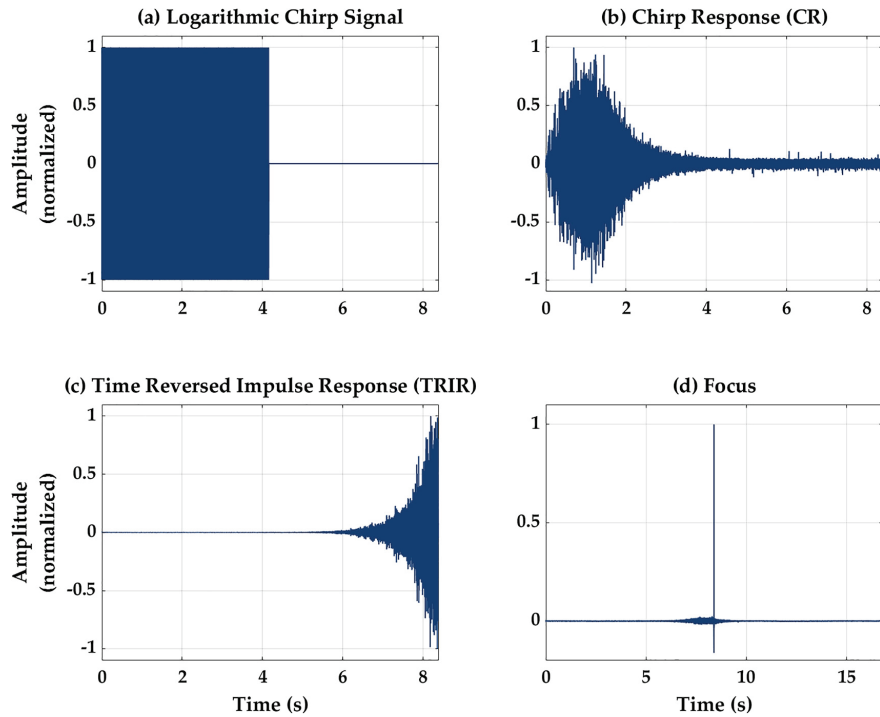 (a) Logarithmic Chirp Signal
Amplitude
(normalized)
1
0.5
0
-0.5
-1
0 2 4 6 8
(b) Chirp Response (CR)
1
0.5
0
-0.5
-1
0 2 4 6 8
(c) Time Reversed Impulse Response (TRIR)
Amplitude
(normalized)
1
0.5
0
-0.5
-1
0 2 4 6 8
Time (s)
(d) Focus
1
0.5
0
0 5 10 15
Time (s)